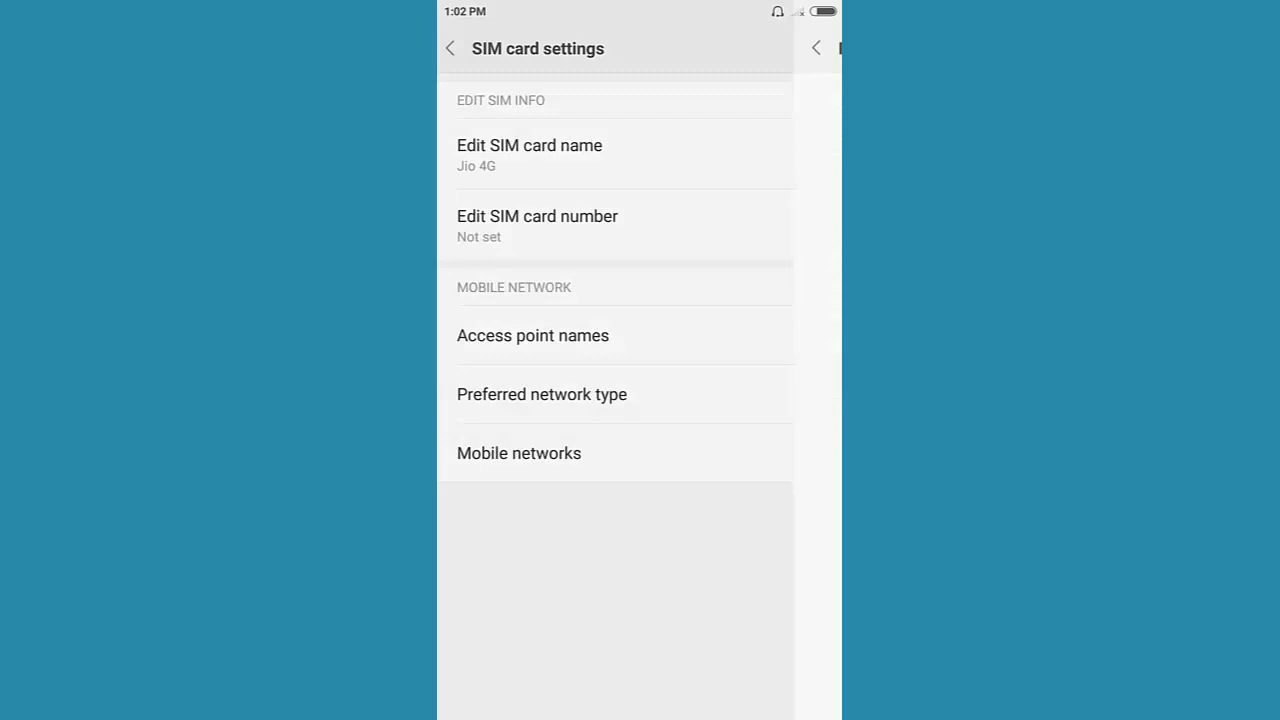 1:02 PM
SIM card settings
EDIT SIM INFO
Edit SIM card name
Jio 4G
Edit SIM card number
Not set
MOBILE NETWORK
Access point names
Preferred network type
Mobile networks